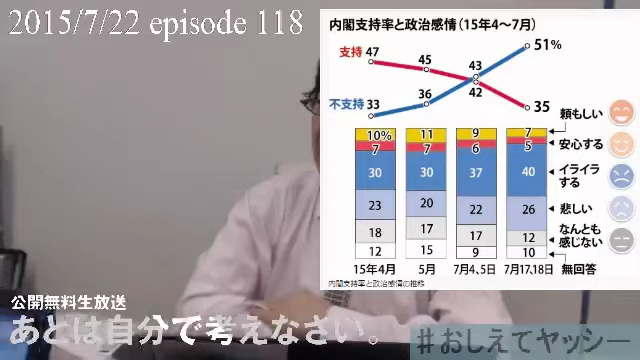 2015/7/22 episode 118
内閣支持率と政治感情（15年4～7月）
51%
支持 47
45
43
42
35
不支持 33
36
頼もしい
安心する
イライラする
悲しい
なんとも感じない
無回答
10% 11 9 7
7 7 6 5
30 30 37 40
23 20 22 26
18 17 17 12
12 15 9 10
15年4月 5月 7月4、5日 7月17、18日
内閣支持率と政治感情の推移
公開無料生放送
あとは自分で考えなさい。
#おしえてヤッシー